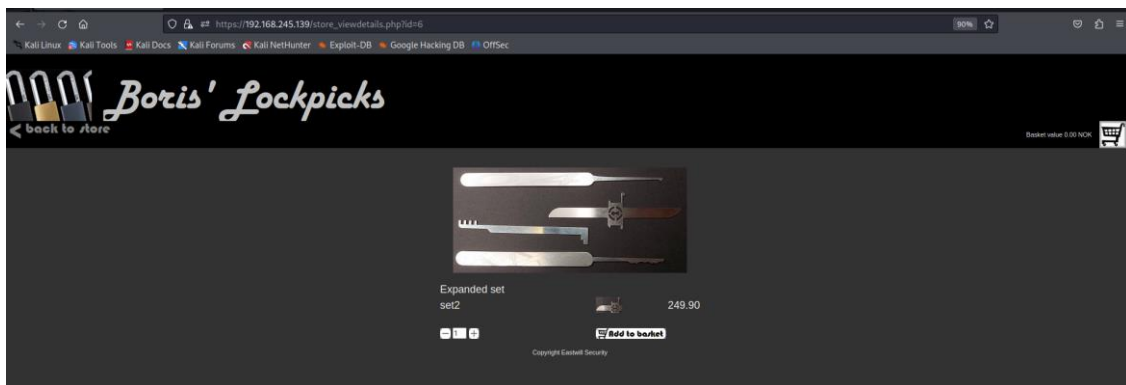 https://192.168.245.139/store_viewdetails.php?id=6
90%
Kali Linux Kali Tools Kali Docs Kali Forums Kali NetHunter Exploit-DB Google Hacking DB OffSec
Boris' Lockpicks
< back to store
Basket value 0.00 NOK
Expanded set
set2 249.90
1 Add to basket
Copyright Eastwill Security